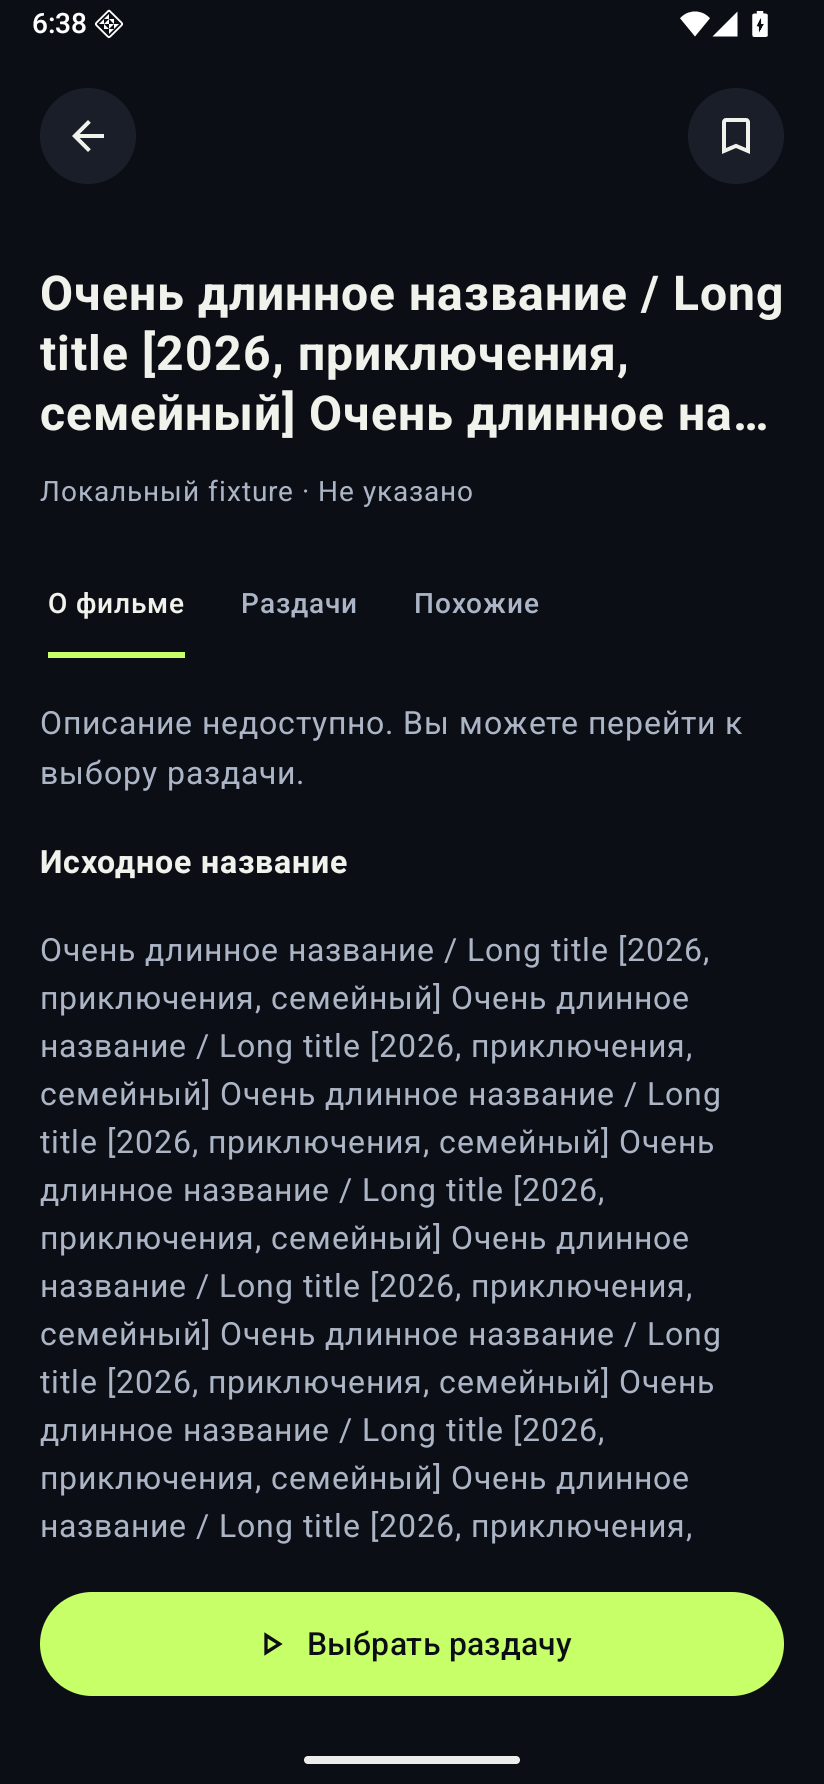 6:38
Очень длинное название / Long
title [2026, приключения,
семейный] Очень длинное на…
Локальный fixture · Не указано
О фильме Раздачи Похожие
Описание недоступно. Вы можете перейти к
выбору раздачи.
Исходное название
Очень длинное название / Long title [2026,
приключения, семейный] Очень длинное
название / Long title [2026, приключения,
семейный] Очень длинное название / Long
title [2026, приключения, семейный] Очень
длинное название / Long title [2026,
приключения, семейный] Очень длинное
название / Long title [2026, приключения,
семейный] Очень длинное название / Long
title [2026, приключения, семейный] Очень
длинное название / Long title [2026,
приключения, семейный] Очень длинное
название / Long title [2026, приключения,
Выбрать раздачу